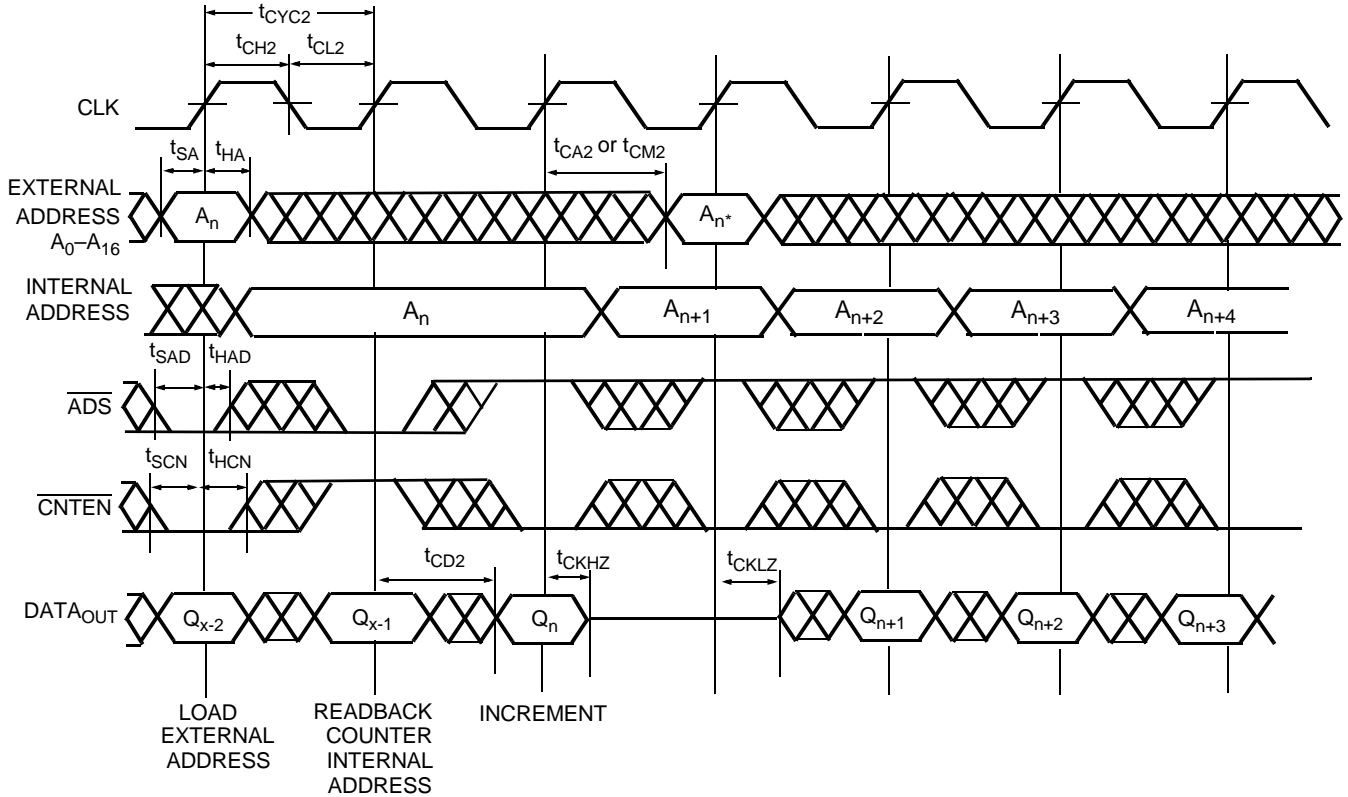 tCYC2
tCH2 tCL2
CLK
tSA tHA tCA2 or tCM2
EXTERNAL
ADDRESS
A0–A16
An An*
INTERNAL
ADDRESS
An An+1 An+2 An+3 An+4
tSAD tHAD
ADS
tSCN tHCN
CNTEN
tCD2 tCKHZ tCKLZ
DATAOUT
Qx-2 Qx-1 Qn Qn+1 Qn+2 Qn+3
LOAD
EXTERNAL
ADDRESS
READBACK
COUNTER
INTERNAL
ADDRESS
INCREMENT